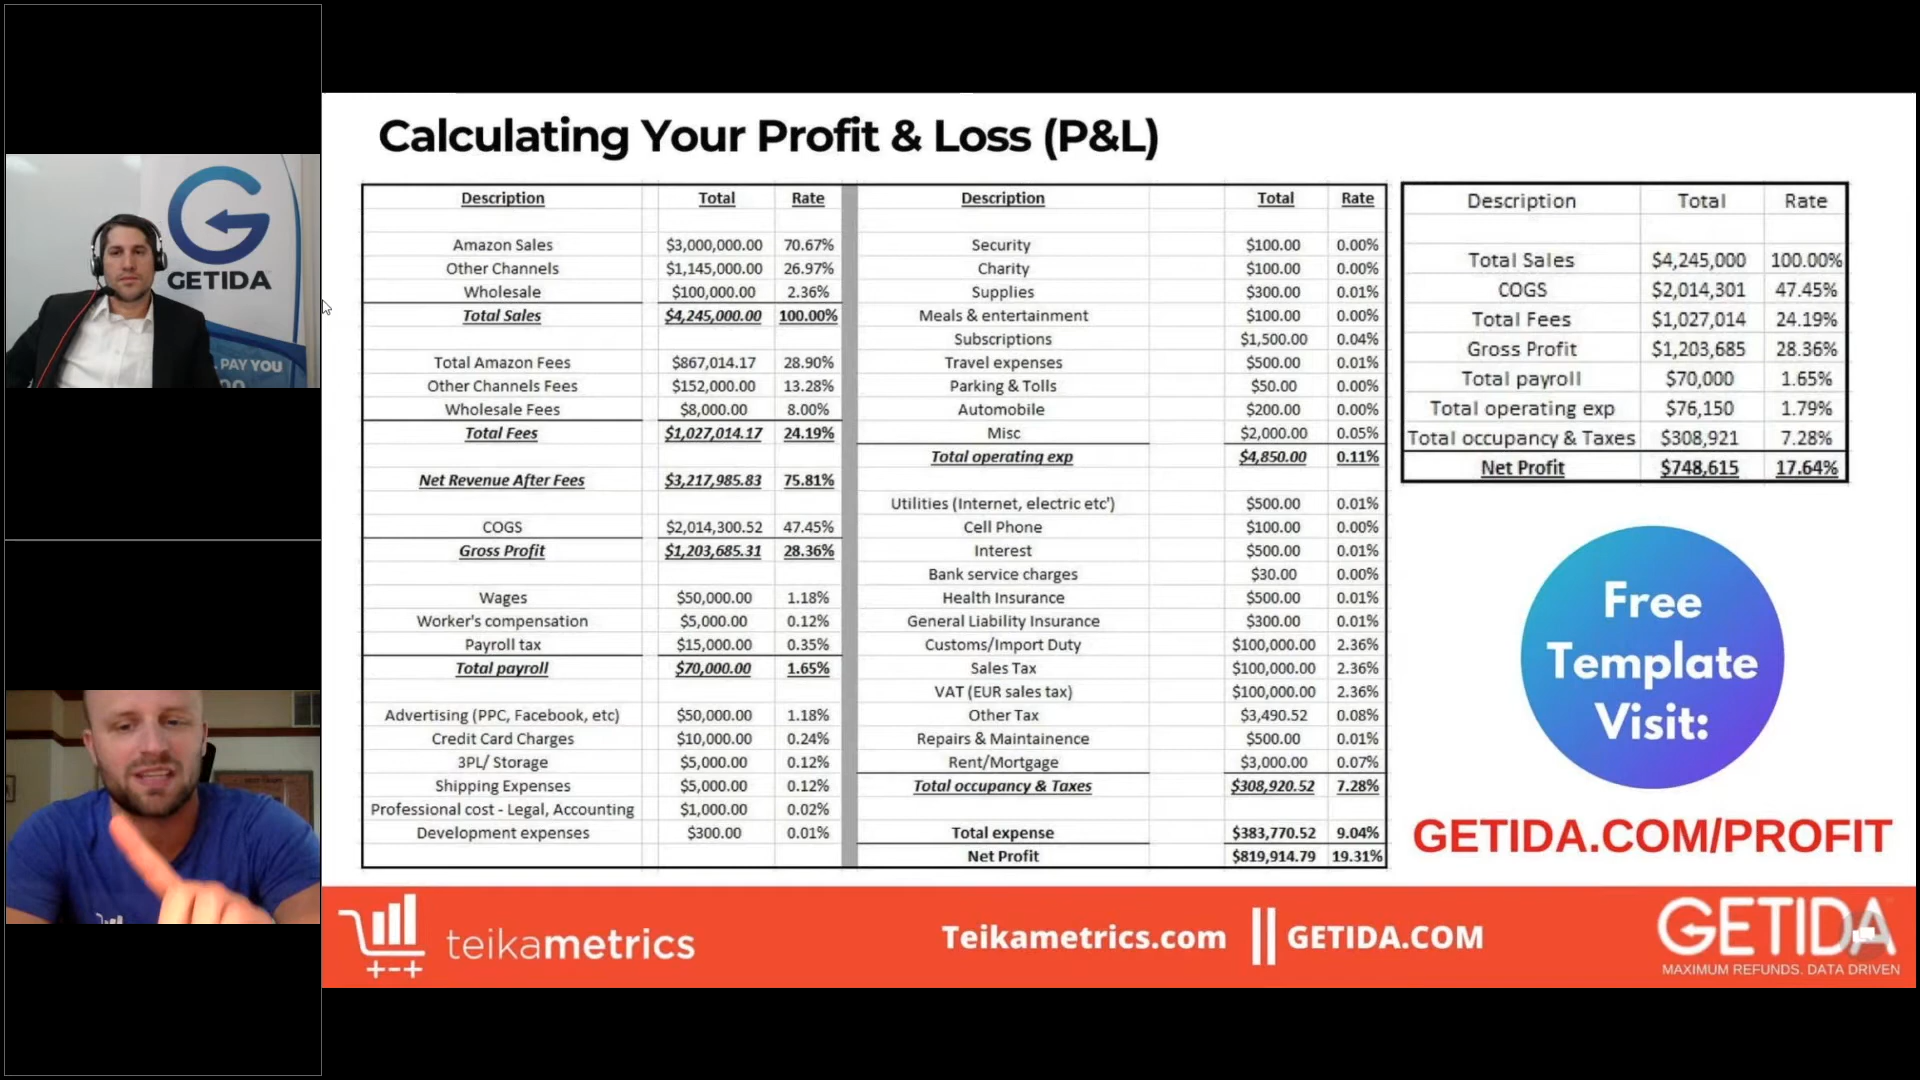 GETIDA
PAY YOU
Calculating Your Profit & Loss (P&L)
Description Total Rate
Amazon Sales $3,000,000.00 70.67%
Other Channels $1,145,000.00 26.97%
Wholesale $100,000.00 2.36%
Total Sales $4,245,000.00 100.00%
Total Amazon Fees $867,014.17 28.90%
Other Channels Fees $152,000.00 13.28%
Wholesale Fees $8,000.00 8.00%
Total Fees $1,027,014.17 24.19%
Net Revenue After Fees $3,217,985.83 75.81%
COGS $2,014,300.52 47.45%
Gross Profit $1,203,685.31 28.36%
Wages $50,000.00 1.18%
Worker's compensation $5,000.00 0.12%
Payroll tax $15,000.00 0.35%
Total payroll $70,000.00 1.65%
Advertising (PPC, Facebook, etc) $50,000.00 1.18%
Credit Card Charges $10,000.00 0.24%
3PL/ Storage $5,000.00 0.12%
Shipping Expenses $5,000.00 0.12%
Professional cost - Legal, Accounting $1,000.00 0.02%
Development expenses $300.00 0.01%
Description Total Rate
Security $100.00 0.00%
Charity $100.00 0.00%
Supplies $300.00 0.01%
Meals & entertainment $100.00 0.00%
Subscriptions $1,500.00 0.04%
Travel expenses $500.00 0.01%
Parking & Tolls $50.00 0.00%
Automobile $200.00 0.00%
Misc $2,000.00 0.05%
Total operating exp $4,850.00 0.11%
Utilities (Internet, electric etc') $500.00 0.01%
Cell Phone $100.00 0.00%
Interest $500.00 0.01%
Bank service charges $30.00 0.00%
Health Insurance $500.00 0.01%
General Liability Insurance $300.00 0.01%
Customs/Import Duty $100,000.00 2.36%
Sales Tax $100,000.00 2.36%
VAT (EUR sales tax) $100,000.00 2.36%
Other Tax $3,490.52 0.08%
Repairs & Maintainence $500.00 0.01%
Rent/Mortgage $3,000.00 0.07%
Total occupancy & Taxes $308,920.52 7.28%
Total expense $383,770.52 9.04%
Net Profit $819,914.79 19.31%
Description Total Rate
Total Sales $4,245,000 100.00%
COGS $2,014,301 47.45%
Total Fees $1,027,014 24.19%
Gross Profit $1,203,685 28.36%
Total payroll $70,000 1.65%
Total operating exp $76,150 1.79%
Total occupancy & Taxes $308,921 7.28%
Net Profit $748,615 17.64%
Free
Template
Visit:
GETIDA.COM/PROFIT
teikametrics
Teikametrics.com || GETIDA.COM
GETIDA
MAXIMUM REFUNDS. DATA DRIVEN